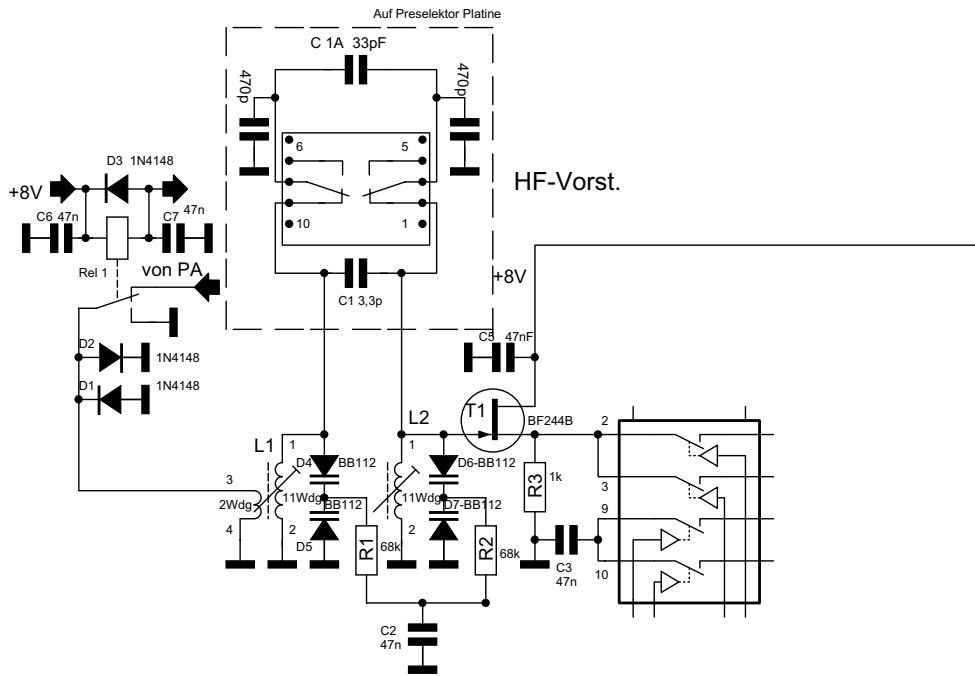 Auf Preselektor Platine
C 1A 33pF
470p
470p
6
5
10
1
HF-Vorst.
D3 1N4148
+8V
C6 47n
C7 47n
Rel 1
von PA
C1 3,3p
+8V
C5 47nF
D2
1N4148
D1
1N4148
T1
BF244B
L1
L2
1
1
D4 BB112
D6-BB112
2
3
2Wdg
11Wdg
BB112
11Wdg
D7-BB112
R3
1k
3
4
2
D5
2
R1
68k
R2
68k
9
10
C3
47n
C2
47n